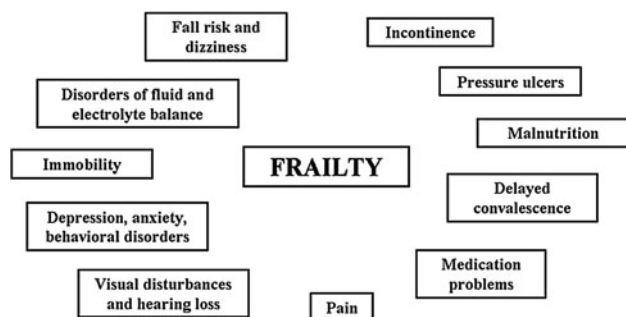 Fall risk and
dizziness
Incontinence
Disorders of fluid and
electrolyte balance
Pressure ulcers
Malnutrition
Immobility
FRAILTY
Delayed
convalescence
Depression, anxiety,
behavioral disorders
Medication
problems
Visual disturbances
and hearing loss
Pain